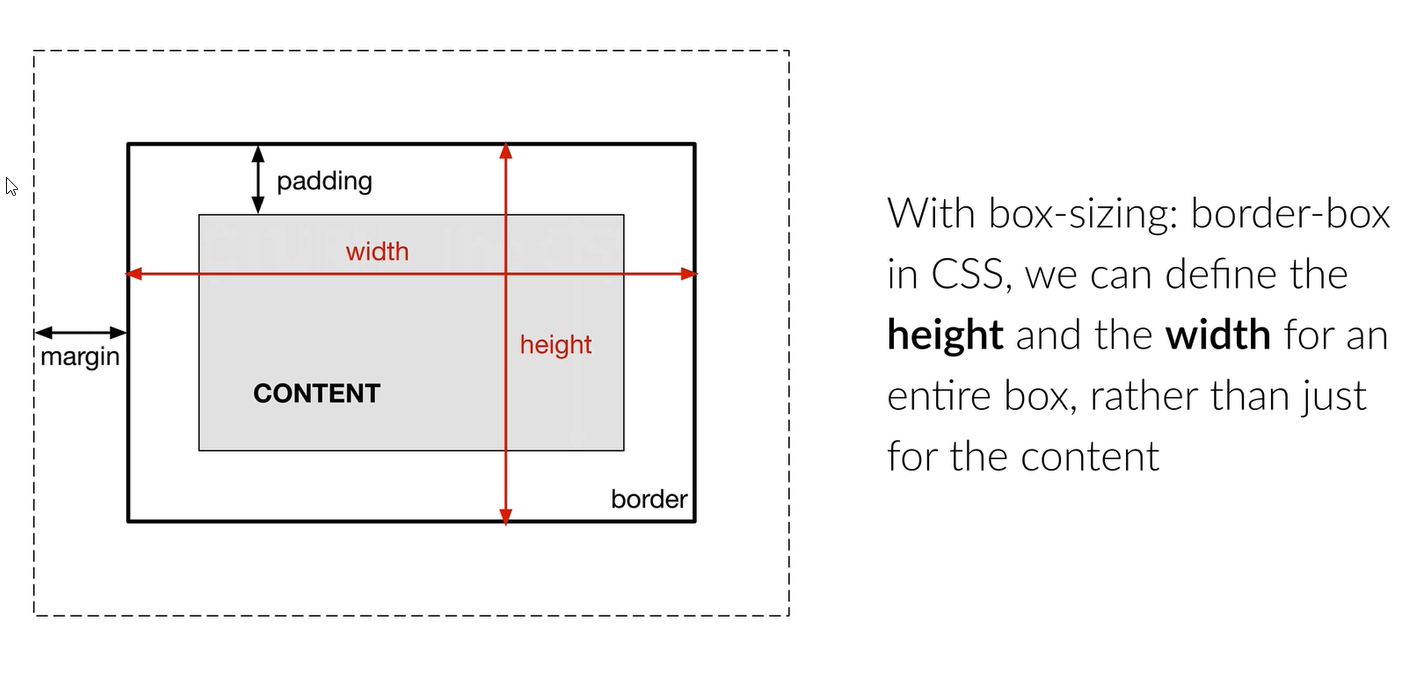 padding
width
height
margin
CONTENT
border
With box-sizing: border-box
in CSS, we can define the
height and the width for an
entire box, rather than just
for the content